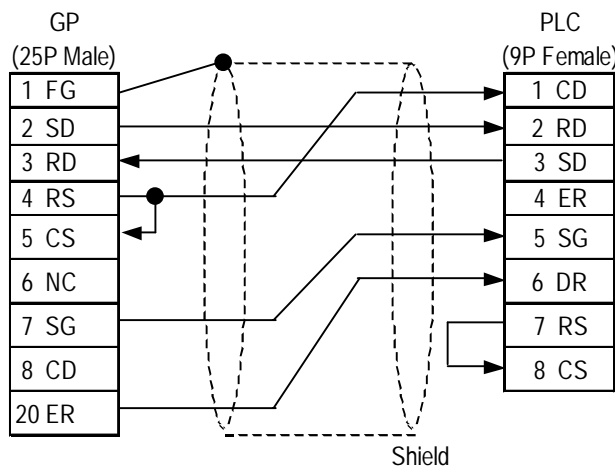 GP
(25P Male)
1 FG
2 SD
3 RD
4 RS
5 CS
6 NC
7 SG
8 CD
20 ER
PLC
(9P Female)
1 CD
2 RD
3 SD
4 ER
5 SG
6 DR
7 RS
8 CS
Shield